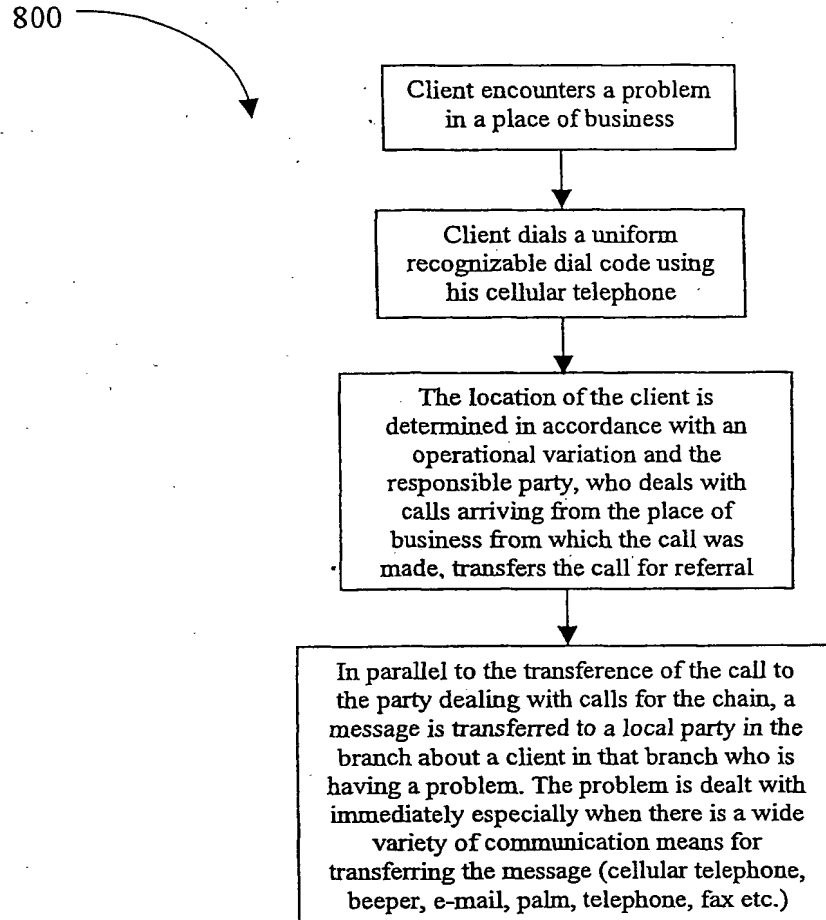 800
Client encounters a problem
in a place of business
Client dials a uniform
recognizable dial code using
his cellular telephone
The location of the client is
determined in accordance with an
operational variation and the
responsible party, who deals with
calls arriving from the place of
business from which the call was
made, transfers the call for referral
In parallel to the transference of the call to
the party dealing with calls for the chain, a
message is transferred to a local party in the
branch about a client in that branch who is
having a problem. The problem is dealt with
immediately especially when there is a wide
variety of communication means for
transferring the message (cellular telephone,
beeper, e-mail, palm, telephone, fax etc.)